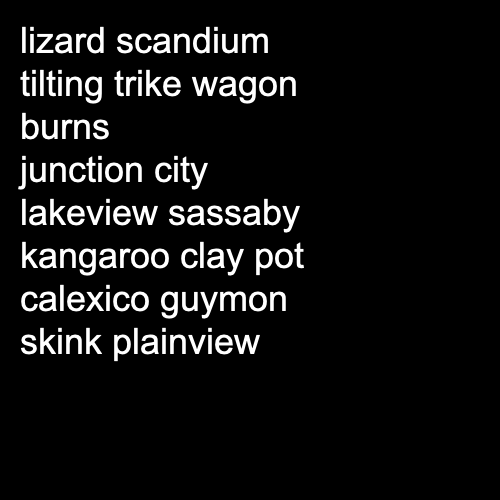 lizard scandium
tilting trike wagon
burns
junction city
lakeview sassaby
kangaroo clay pot
calexico guymon
skink plainview